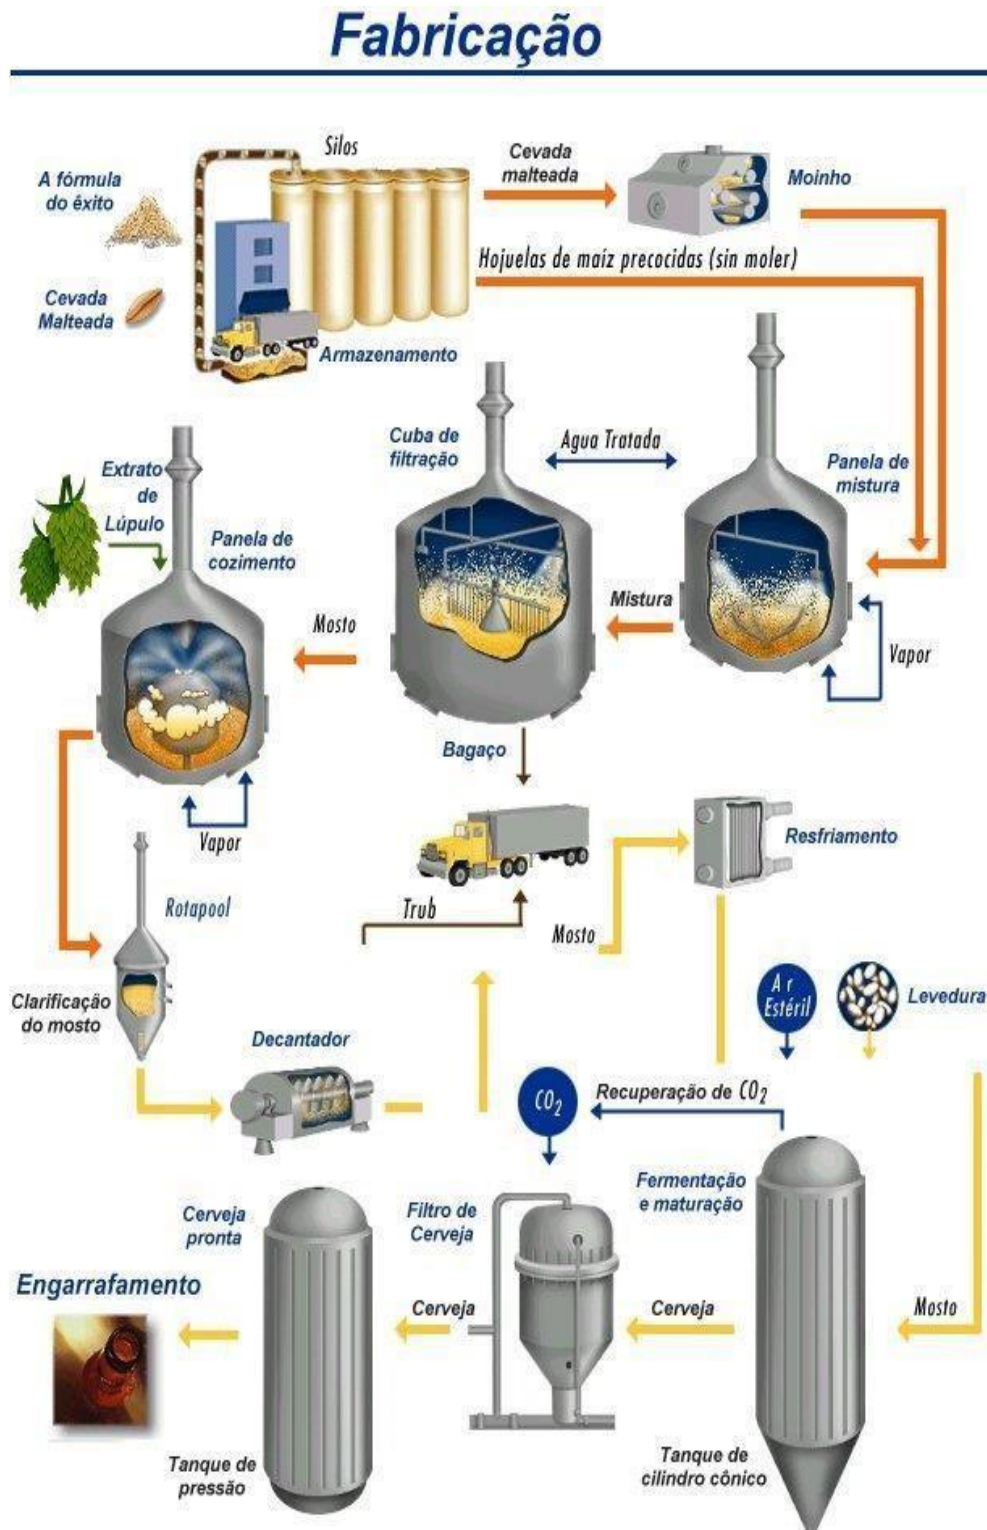 Fabricação
Silos
A fórmula
do êxito
Cevada
malteada
Moinho
Hojuelas de maíz precocidas (sin moler)
Cevada
Malteada
Armazenamento
Cuba de
filtração
Agua Tratada
Panela de
mistura
Extrato
de
Lúpulo
Panela de
cozimento
Mosto
Mistura
Vapor
Bagaço
Vapor
Resfriamento
Rotapool
Trub
Mosto
Clarificação
do mosto
Ar
Estéril
Levedura
Decantador
CO2
Recuperação de CO2
Cerveja
pronta
Filtro de
Cerveja
Fermentação
e maturação
Engarrafamento
Cerveja
Cerveja
Mosto
Tanque de
pressão
Tanque de
cilindro cônico